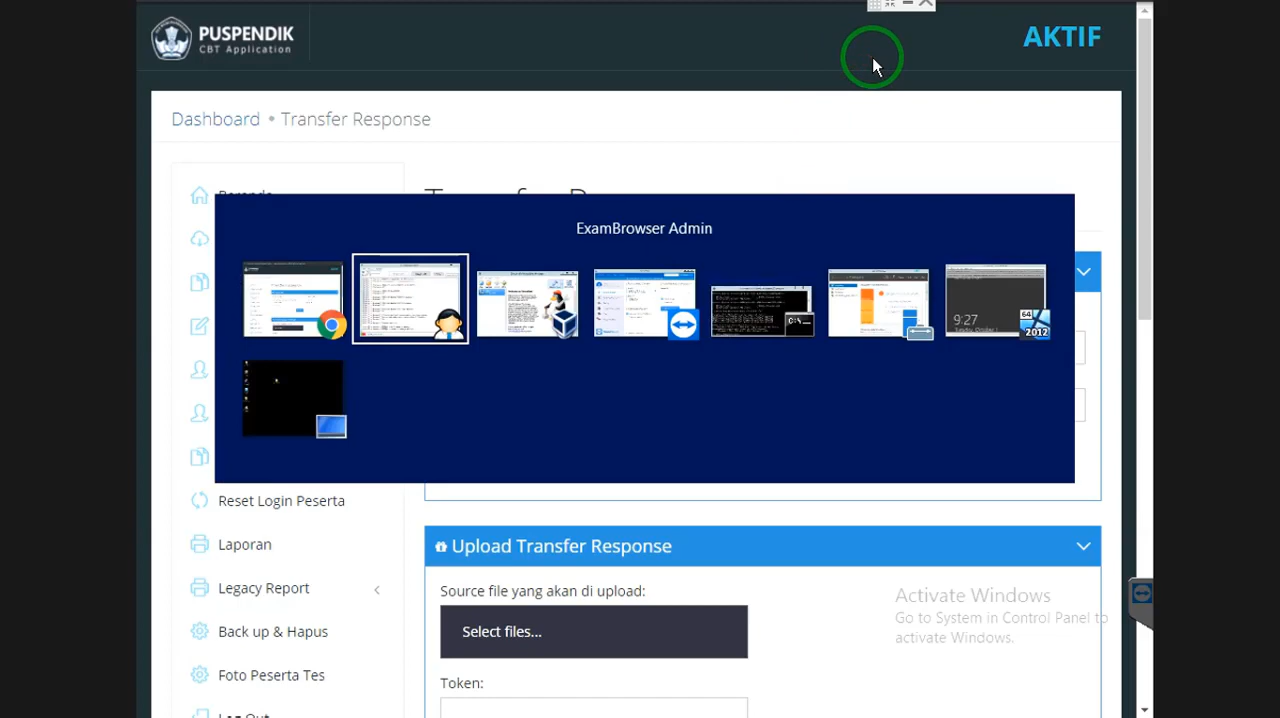 PUSPENDIK
CBT Application
AKTIF
Dashboard • Transfer Response
ExamBrowser Admin
9:27
64
2012
C:\
Reset Login Peserta
Laporan
Legacy Report
Back up & Hapus
Foto Peserta Tes
Log Out
Upload Transfer Response
Source file yang akan di upload:
Select files...
Token:
Activate Windows
Go to System in Control Panel to
activate Windows.